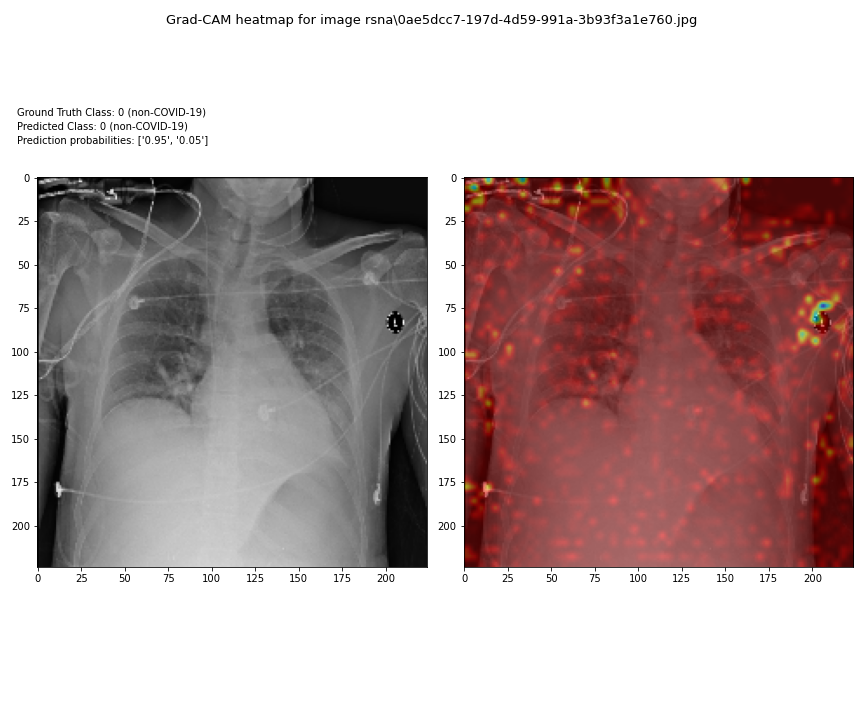 Grad-CAM heatmap for image rsna\0ae5dcc7-197d-4d59-991a-3b93f3a1e760.jpg
Ground Truth Class: 0 (non-COVID-19)
Predicted Class: 0 (non-COVID-19)
Prediction probabilities: ['0.95', '0.05']
0
25
50
75
100
125
150
175
200
0 25 50 75 100 125 150 175 200
L
0
25
50
75
100
125
150
175
200
0 25 50 75 100 125 150 175 200
L